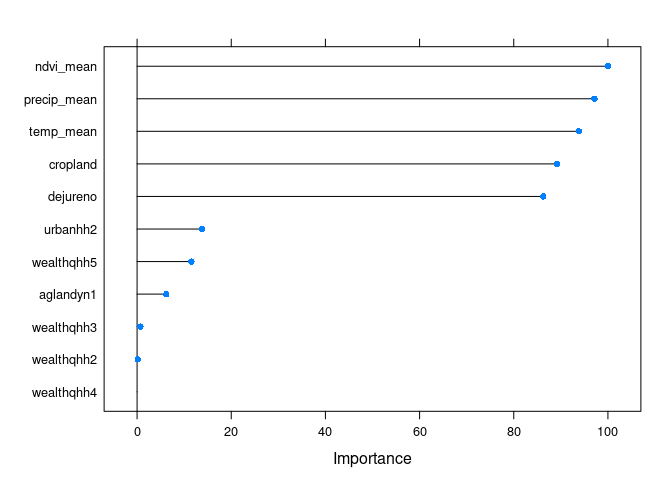 ndvi_mean
precip_mean
temp_mean
cropland
dejureno
urbanhh2
wealthqhh5
aglandyn1
wealthqhh3
wealthqhh2
wealthqhh4
0 20 40 60 80 100
Importance